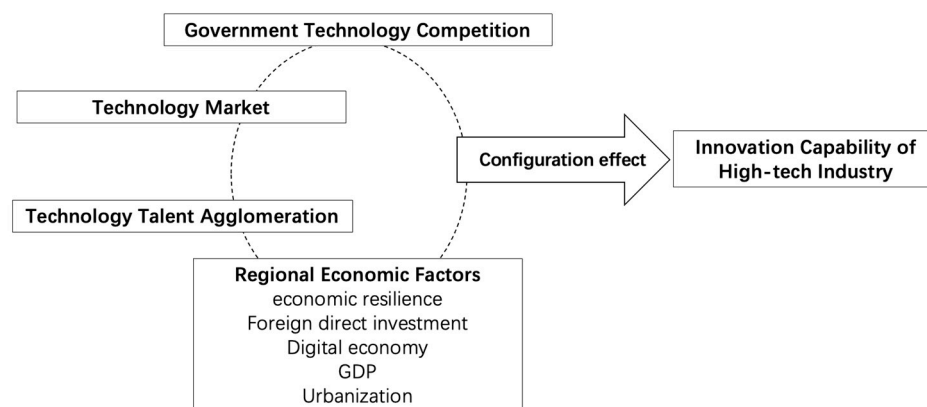 Government Technology Competition
Technology Market
Technology Talent Agglomeration
Regional Economic Factors
economic resilience
Foreign direct investment
Digital economy
GDP
Urbanization
Configuration effect
Innovation Capability of
High-tech Industry